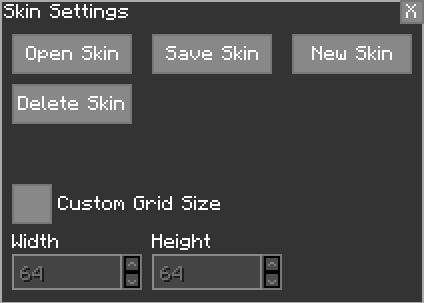 Skin Settings X
Open Skin Save Skin New Skin
Delete Skin
Custom Grid Size
Width Height
64 64